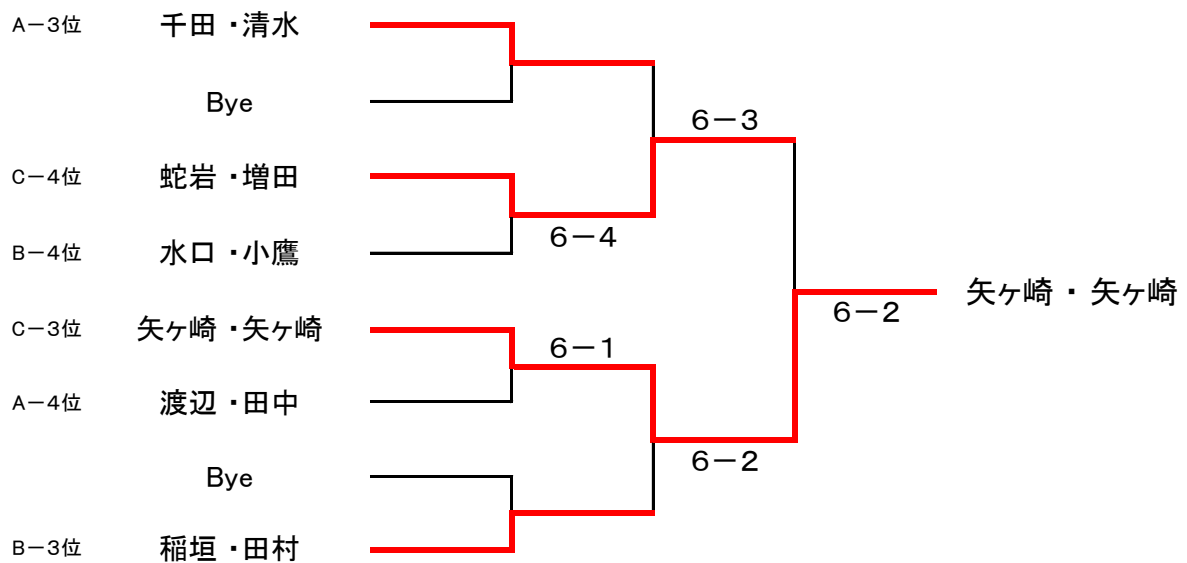 A－3位 千田 ・清水
Bye
6－3
C－4位 蛇岩 ・増田
B－4位 水口 ・小鷹
6－4
矢ヶ崎 ・ 矢ヶ崎
6－2
C－3位 矢ヶ崎 ・矢ヶ崎
6－1
A－4位 渡辺 ・田中
6－2
Bye
B－3位 稲垣 ・田村